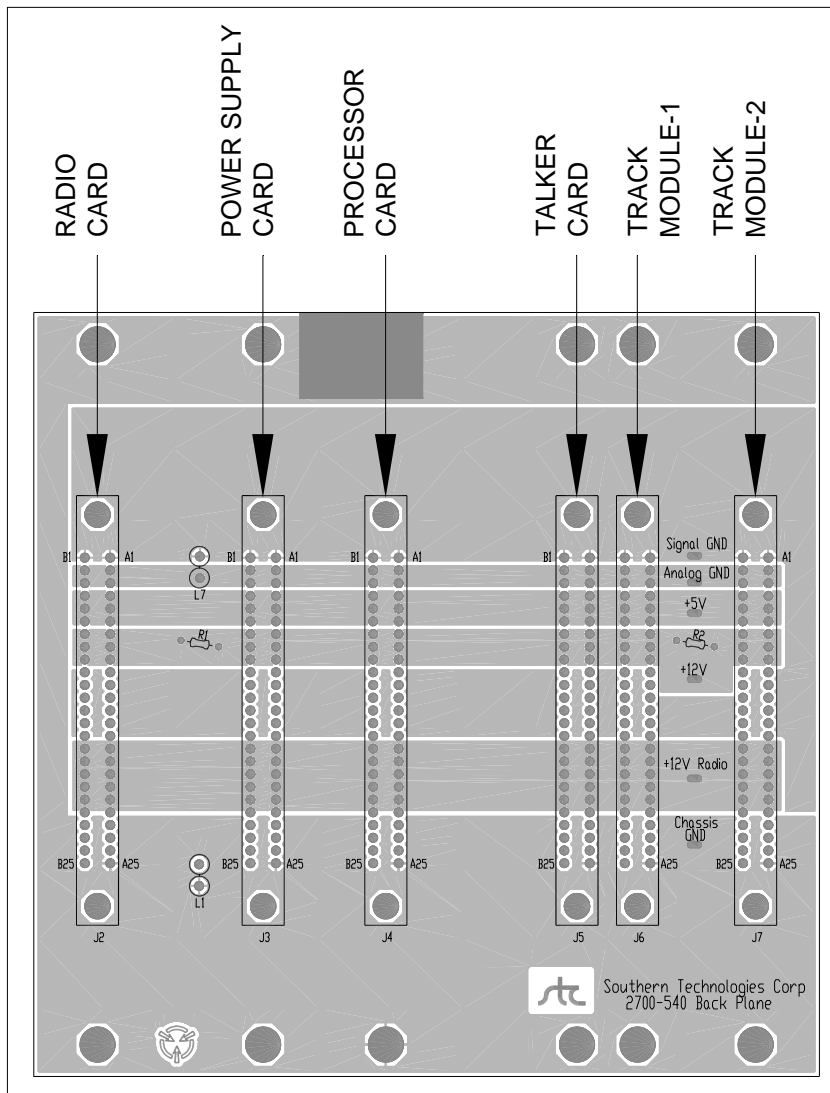 RADIO
CARD
POWER SUPPLY
CARD
PROCESSOR
CARD
TALKER
CARD
TRACK
MODULE-1
TRACK
MODULE-2
B1 A1 B1 A1 B1 A1 B1 Signal GND A1
Analog GND
L7
+5V
R1 R2
+12V
+12V Radio
Chassis
GND
B25 A25 B25 A25 B25 A25 B25 A25 A25
L1
J2 J3 J4 J5 J6 J7
stc
Southern Technologies Corp
2700-540 Back Plane